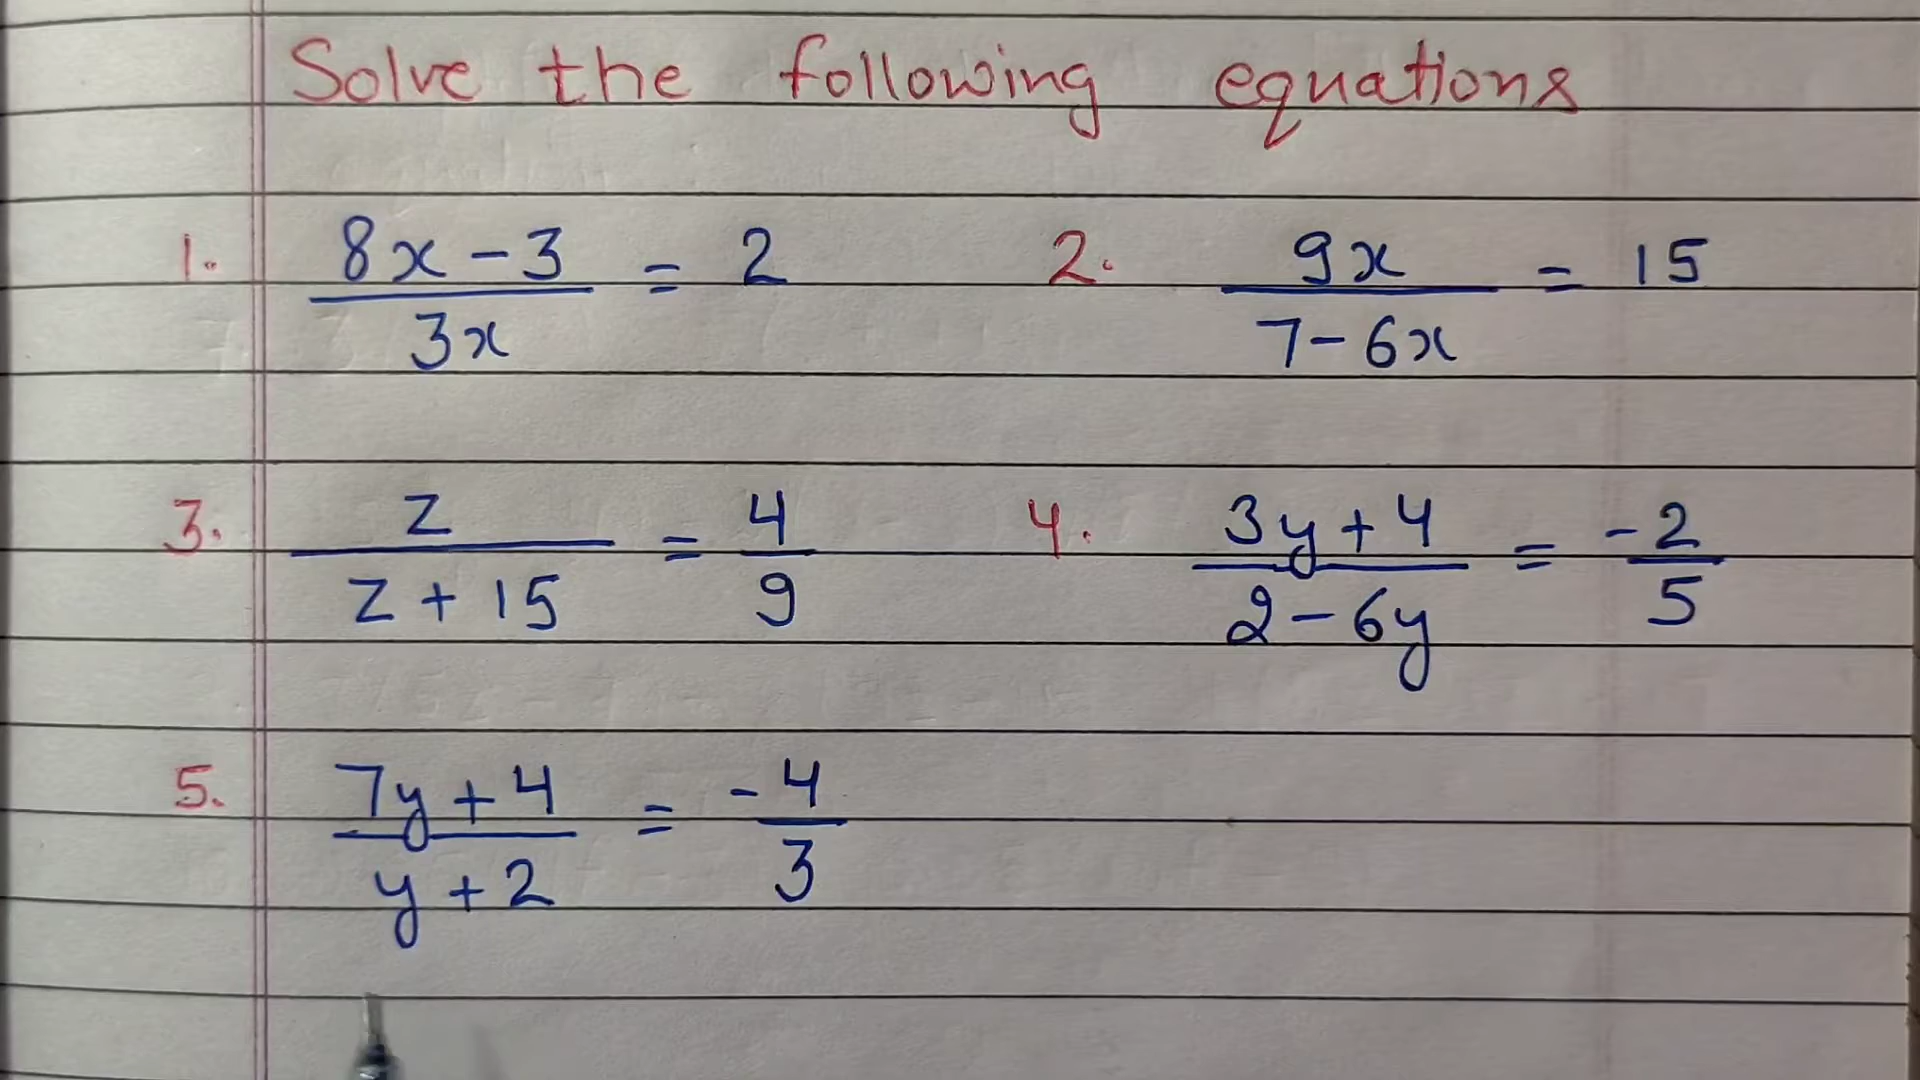 Solve the following equations
1. 8x - 3 / 3x = 2
2. 9x / 7 - 6x = 15
3. z / z + 15 = 4 / 9
4. 3y + 4 / 2 - 6y = -2 / 5
5. 7y + 4 / y + 2 = -4 / 3